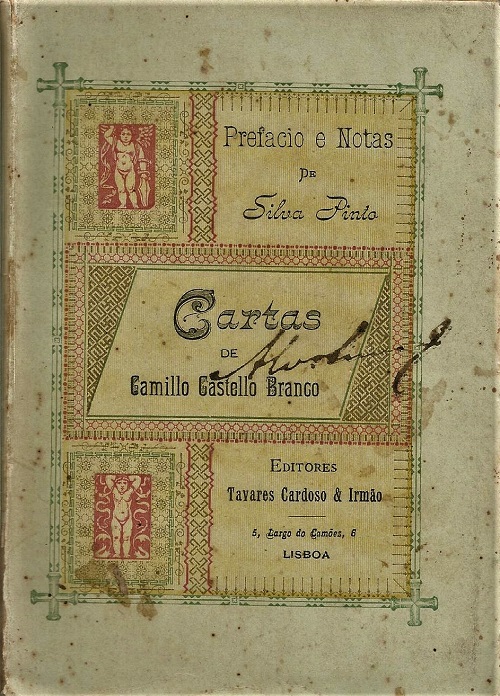 Prefacio e Notas
DE
Silva Pinto
Cartas
DE
Camillo Castello Branco
EDITORES
Tavares Cardoso & Irmão
5, Largo do Camões, 6
LISBOA